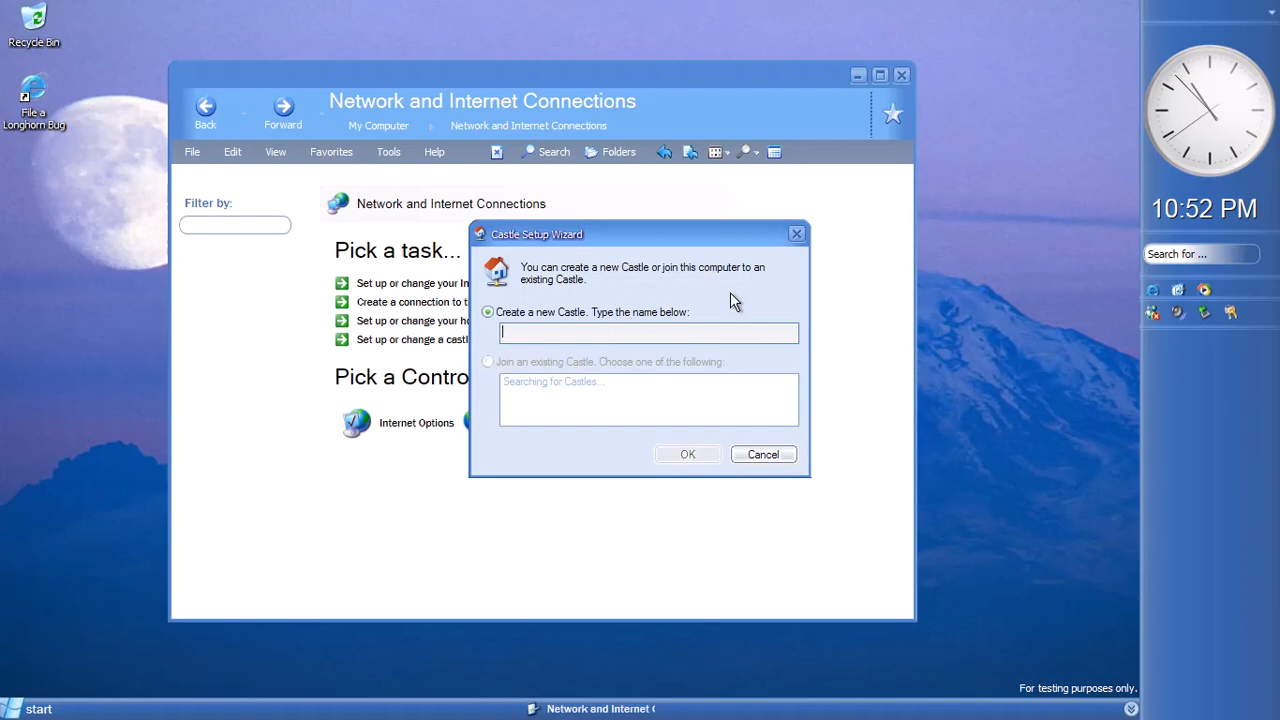 Recycle Bin
File a
Longhorn Bug
Network and Internet Connections
Back
Forward
My Computer
Network and Internet Connections
File Edit View Favorites Tools Help
Search
Folders
Filter by:
Network and Internet Connections
Pick a task...
Set up or change your In
Create a connection to t
Set up or change your ho
Set up or change a castl
Pick a Contro
Internet Options
Castle Setup Wizard
You can create a new Castle or join this computer to an
existing Castle.
Create a new Castle. Type the name below:
Join an existing Castle. Choose one of the following:
Searching for Castles...
OK
Cancel
10:52 PM
Search for ...
For testing purposes only.
start
Network and Internet C